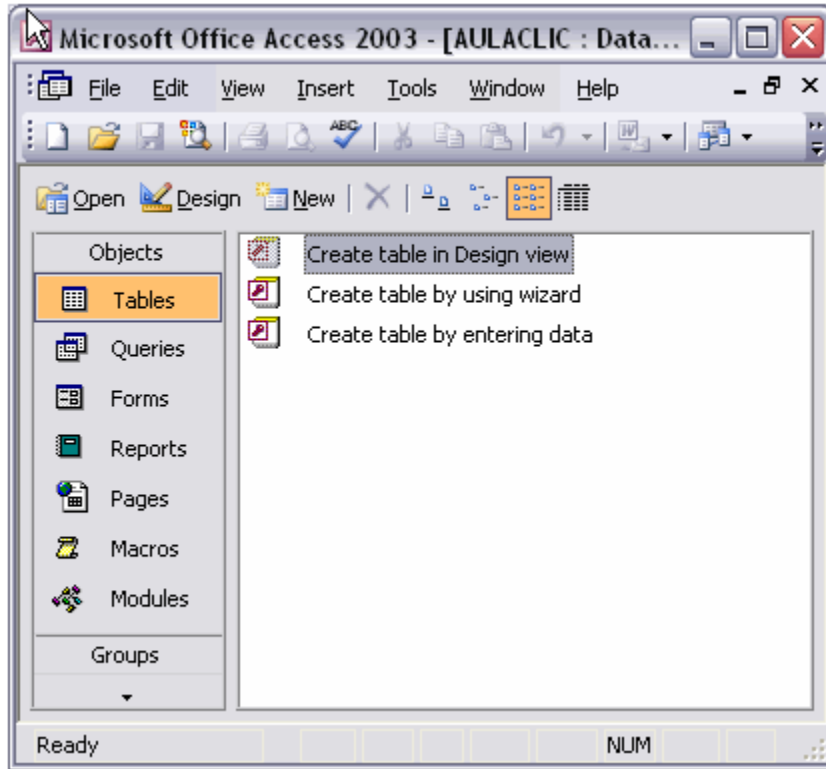 Microsoft Office Access 2003 - [AULACLIC : Data...
File Edit View Insert Tools Window Help
ABC
W
Open Design New
Objects
Tables
Queries
Forms
Reports
Pages
Macros
Modules
Groups
Create table in Design view
Create table by using wizard
Create table by entering data
Ready NUM